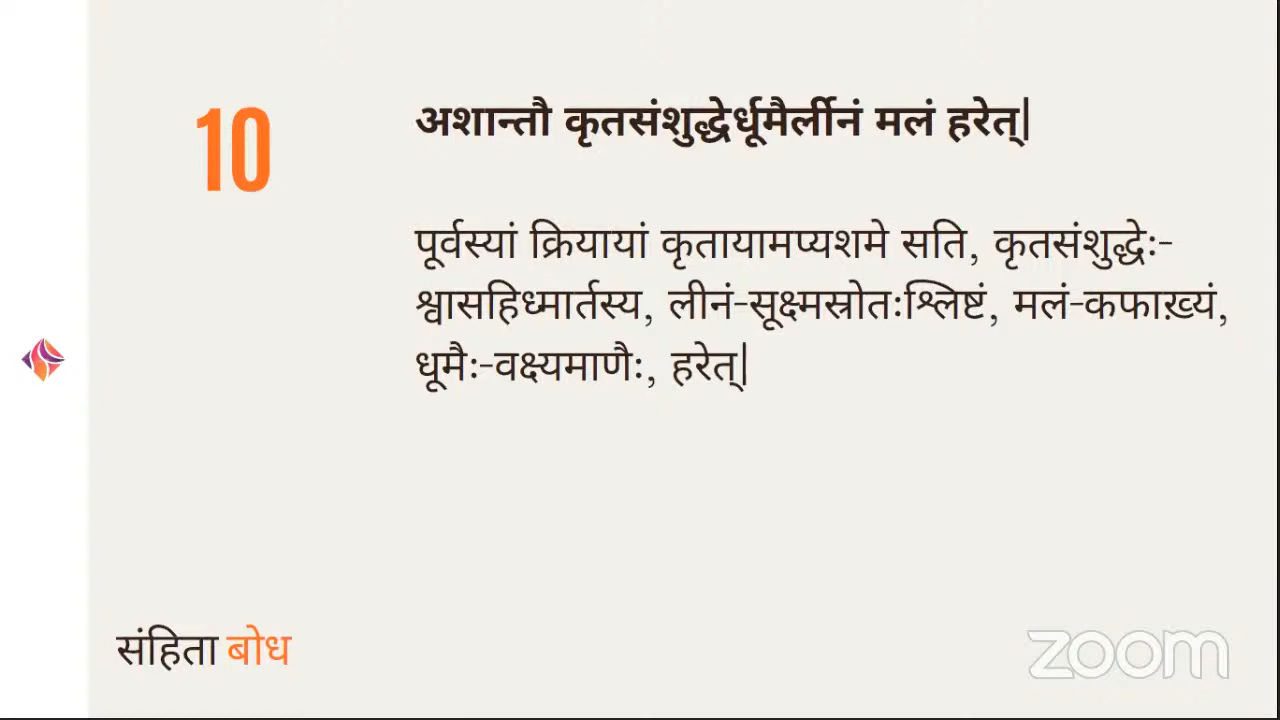 10
अशान्तौ कृतसंशुद्धेर्धूमैर्लीनं मलं हरेत्|
पूर्वस्यां क्रियायां कृतायामप्यशमे सति, कृतसंशुद्धेः-
श्वासहिध्मार्तस्य, लीनं-सूक्ष्मस्रोतःश्लिष्टं, मलं-कफाख़्यं,
धूमैः-वक्ष्यमाणैः, हरेत्|
संहिता बोध
zoom